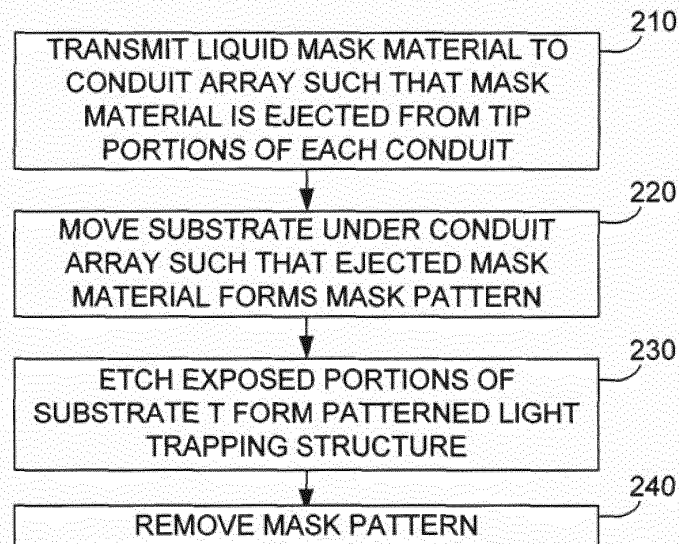 210
TRANSMIT LIQUID MASK MATERIAL TO
CONDUIT ARRAY SUCH THAT MASK
MATERIAL IS EJECTED FROM TIP
PORTIONS OF EACH CONDUIT
220
MOVE SUBSTRATE UNDER CONDUIT
ARRAY SUCH THAT EJECTED MASK
MATERIAL FORMS MASK PATTERN
230
ETCH EXPOSED PORTIONS OF
SUBSTRATE T FORM PATTERNED LIGHT
TRAPPING STRUCTURE
240
REMOVE MASK PATTERN